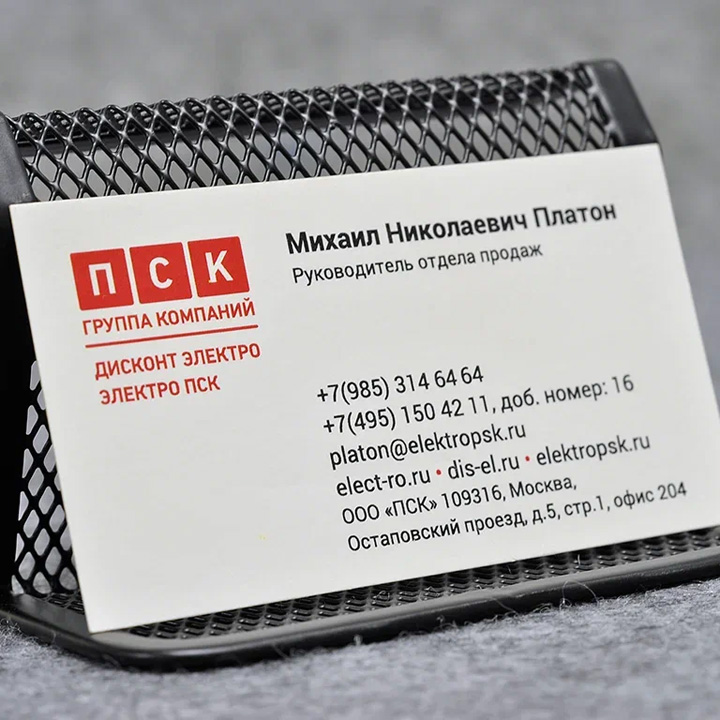 ПСК
ГРУППА КОМПАНИЙ
ДИСКОНТ ЭЛЕКТРО
ЭЛЕКТРО ПСК
Михаил Николаевич Платон
Руководитель отдела продаж
+7(985) 314 64 64
+7(495) 150 42 11, доб. номер: 16
platon@elektropsk.ru
elect-ro.ru • dis-el.ru • elektropsk.ru
ООО «ПСК» 109316, Москва,
Остаповский проезд, д.5, стр.1, офис 204